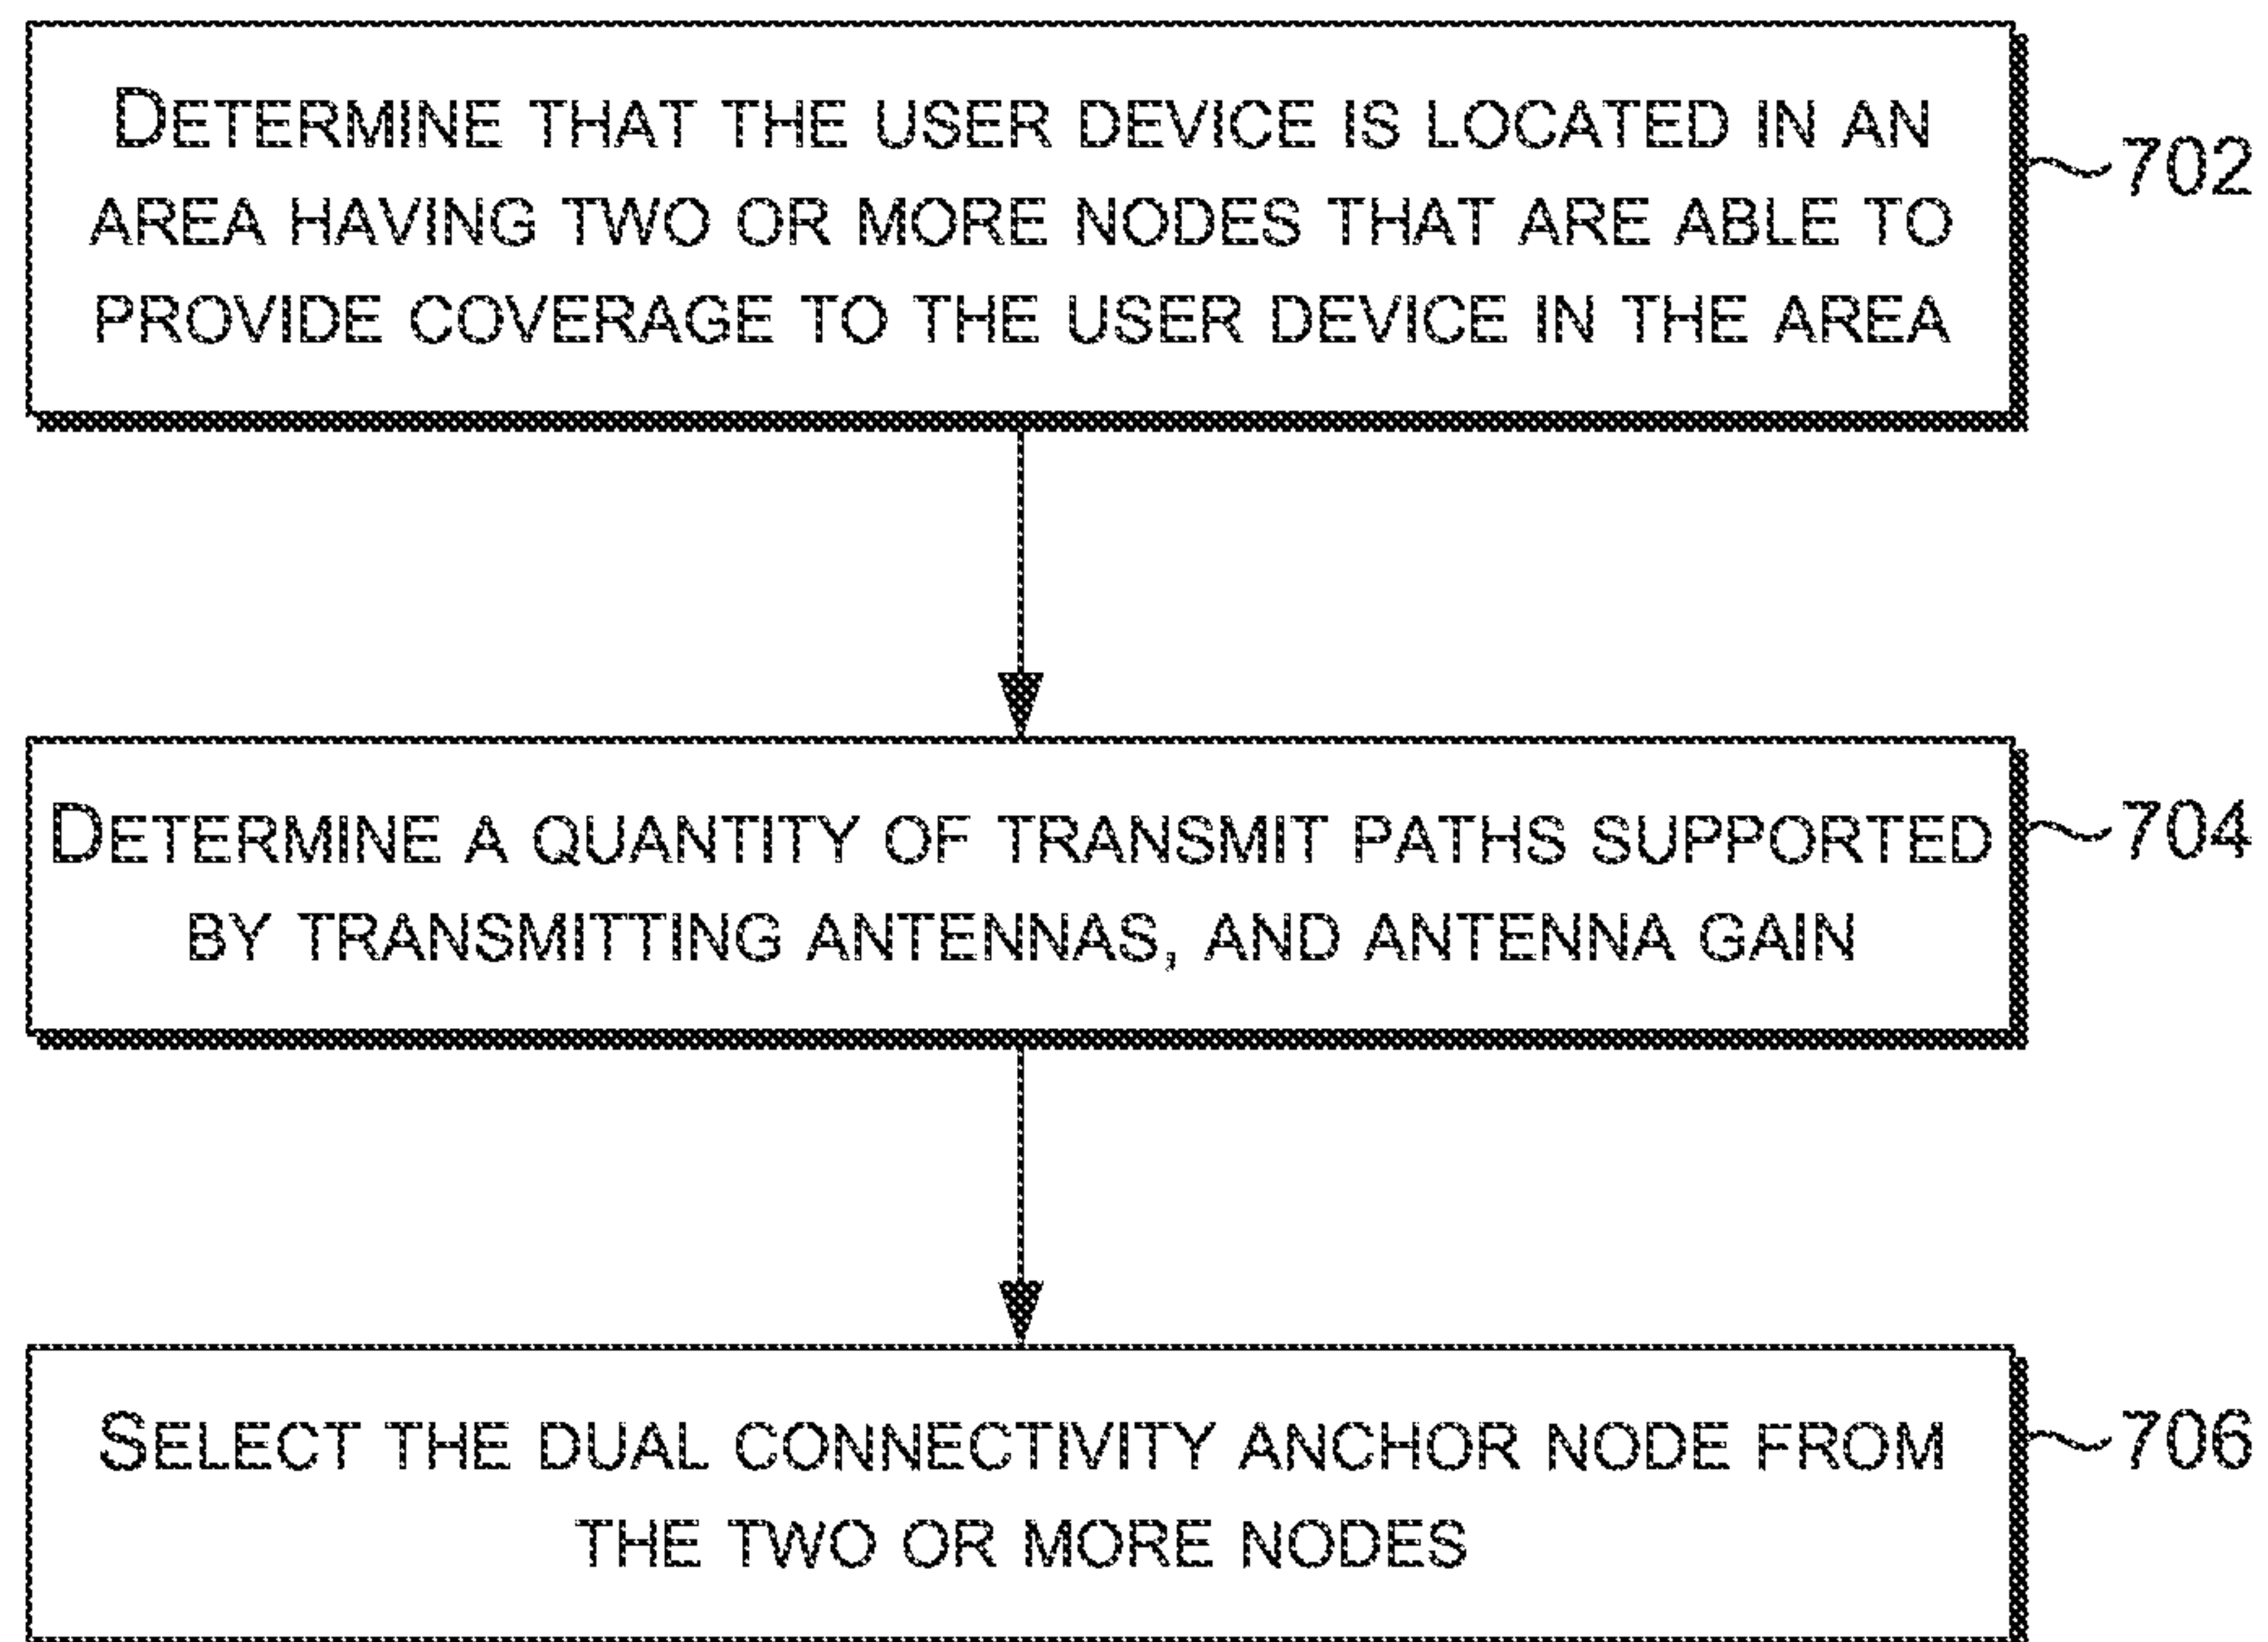 DETERMINE THAT THE USER DEVICE IS LOCATED IN AN
AREA HAVING TWO OR MORE NODES THAT ARE ABLE TO
PROVIDE COVERAGE TO THE USER DEVICE IN THE AREA
702
DETERMINE A QUANTITY OF TRANSMIT PATHS SUPPORTED
BY TRANSMITTING ANTENNAS, AND ANTENNA GAIN
704
SELECT THE DUAL CONNECTIVITY ANCHOR NODE FROM
THE TWO OR MORE NODES
706